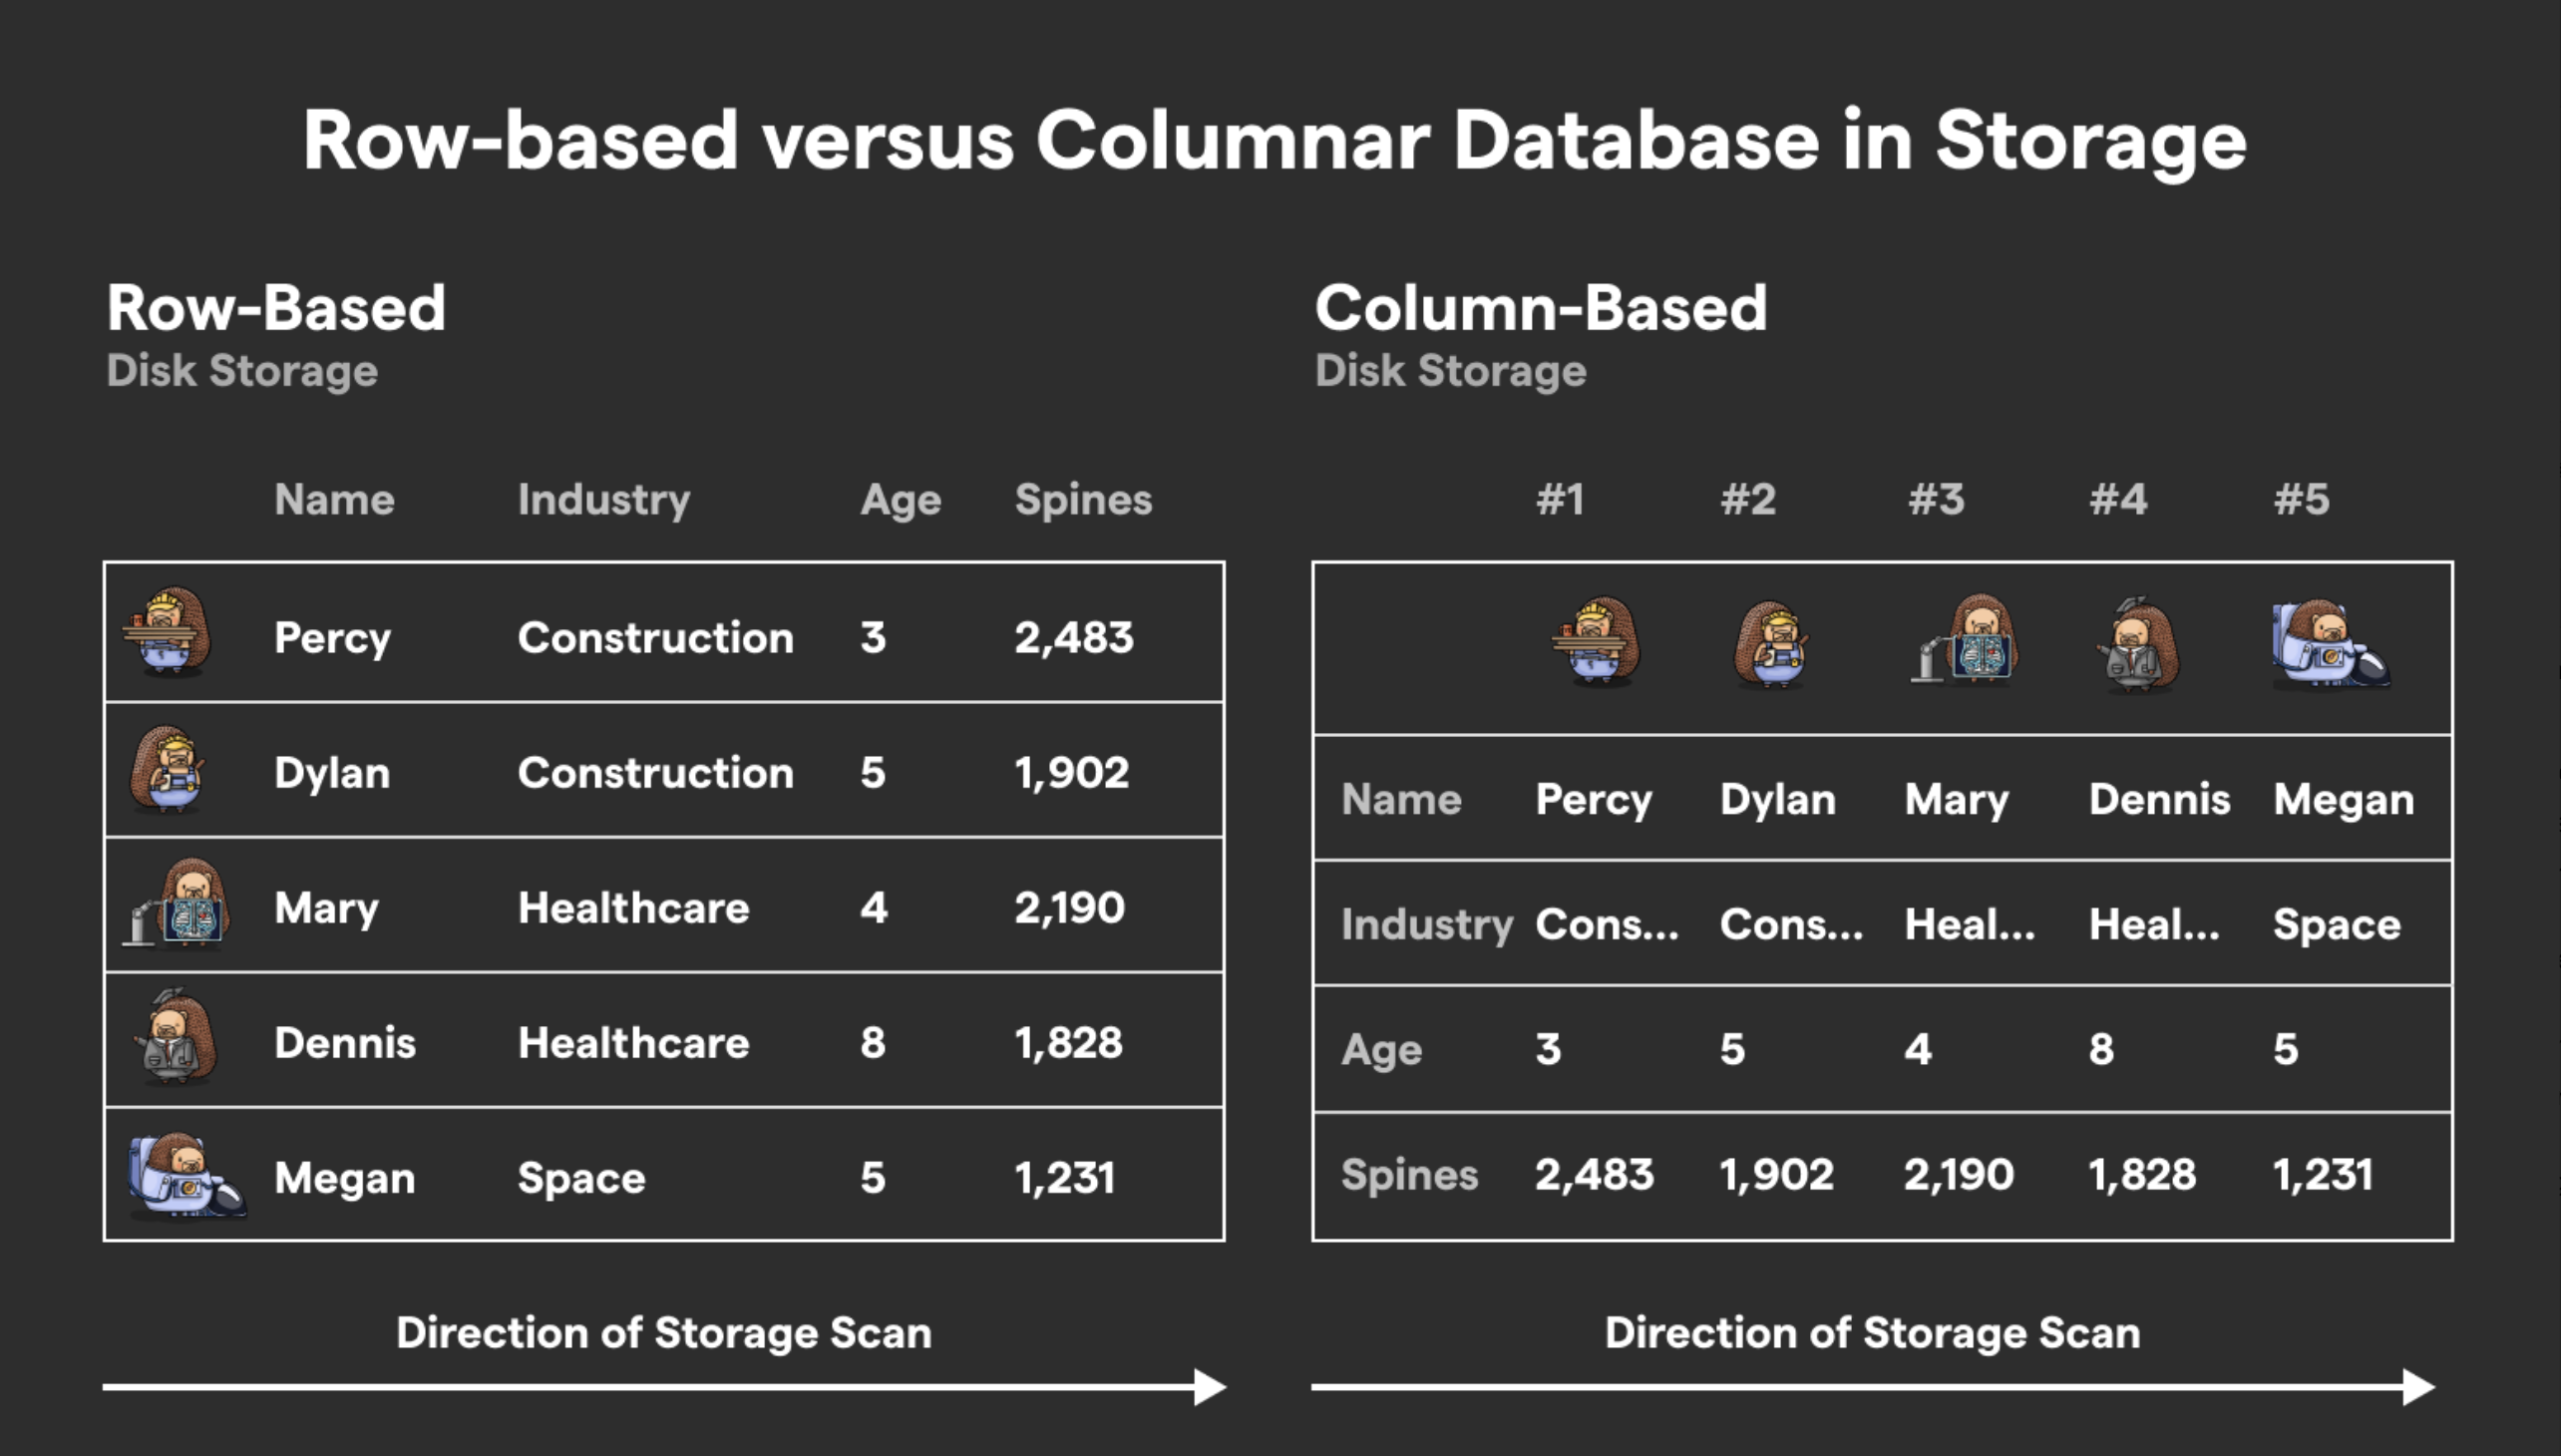 Row-based versus Columnar Database in Storage
Row-Based
Disk Storage
Name Industry Age Spines
Percy Construction 3 2,483
Dylan Construction 5 1,902
Mary Healthcare 4 2,190
Dennis Healthcare 8 1,828
Megan Space 5 1,231
Direction of Storage Scan
Column-Based
Disk Storage
#1 #2 #3 #4 #5
Name Percy Dylan Mary Dennis Megan
Industry Cons... Cons... Heal... Heal... Space
Age 3 5 4 8 5
Spines 2,483 1,902 2,190 1,828 1,231
Direction of Storage Scan